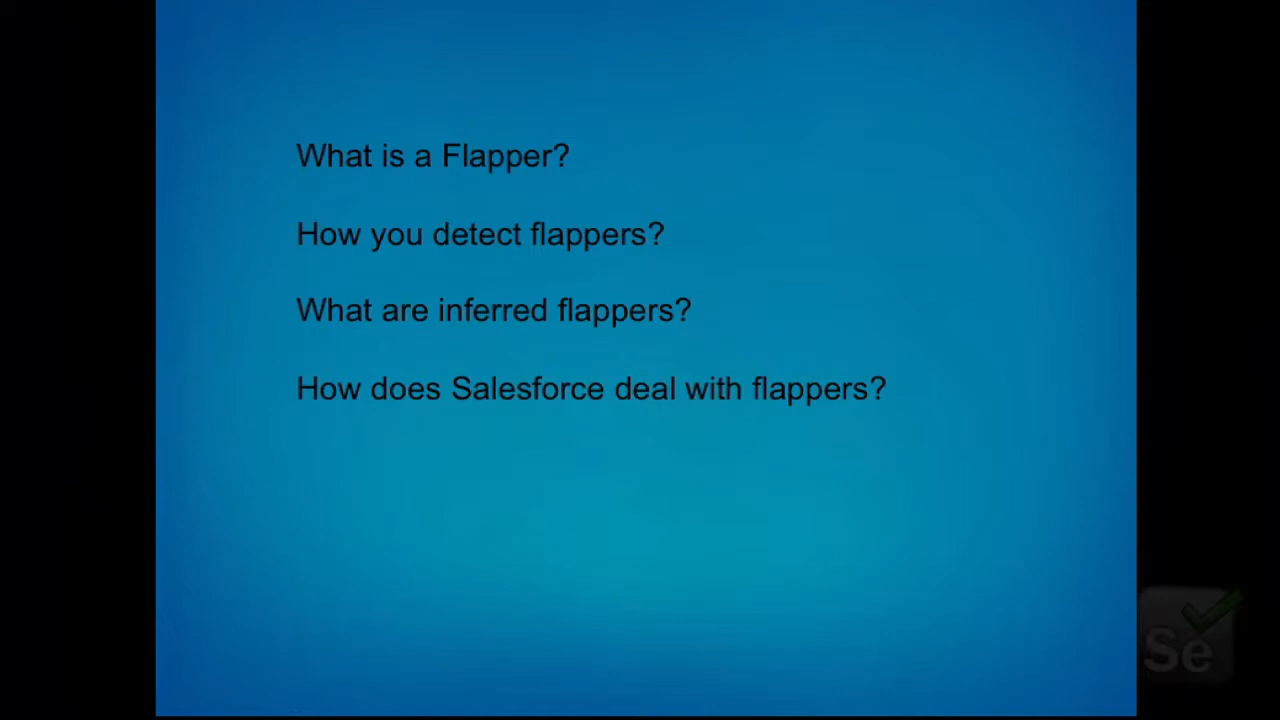 What is a Flapper?
How you detect flappers?
What are inferred flappers?
How does Salesforce deal with flappers?
Se